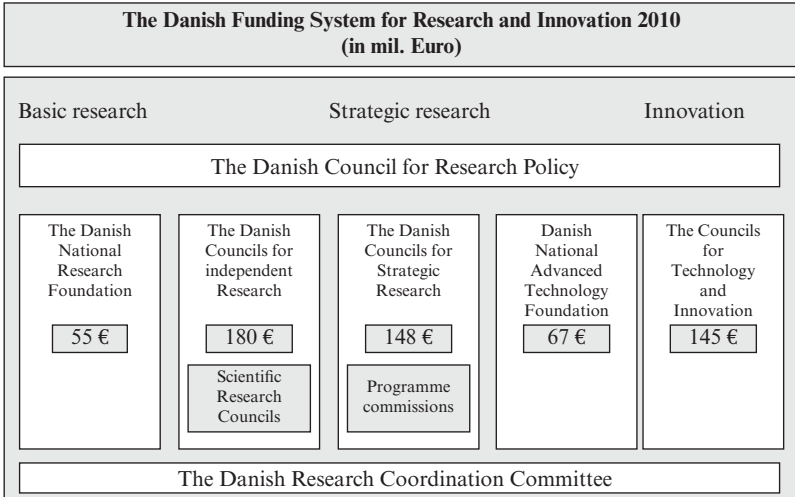 The Danish Funding System for Research and Innovation 2010
(in mil. Euro)
Basic research
Strategic research
Innovation
The Danish Council for Research Policy
The Danish
National
Research
Foundation
55 €
The Danish
Councils for
independent
Research
180 €
Scientific
Research
Councils
The Danish
Councils for
Strategic
Research
148 €
Programme
commissions
Danish
National
Advanced
Technology
Foundation
67 €
The Councils
for
Technology
and
Innovation
145 €
The Danish Research Coordination Committee